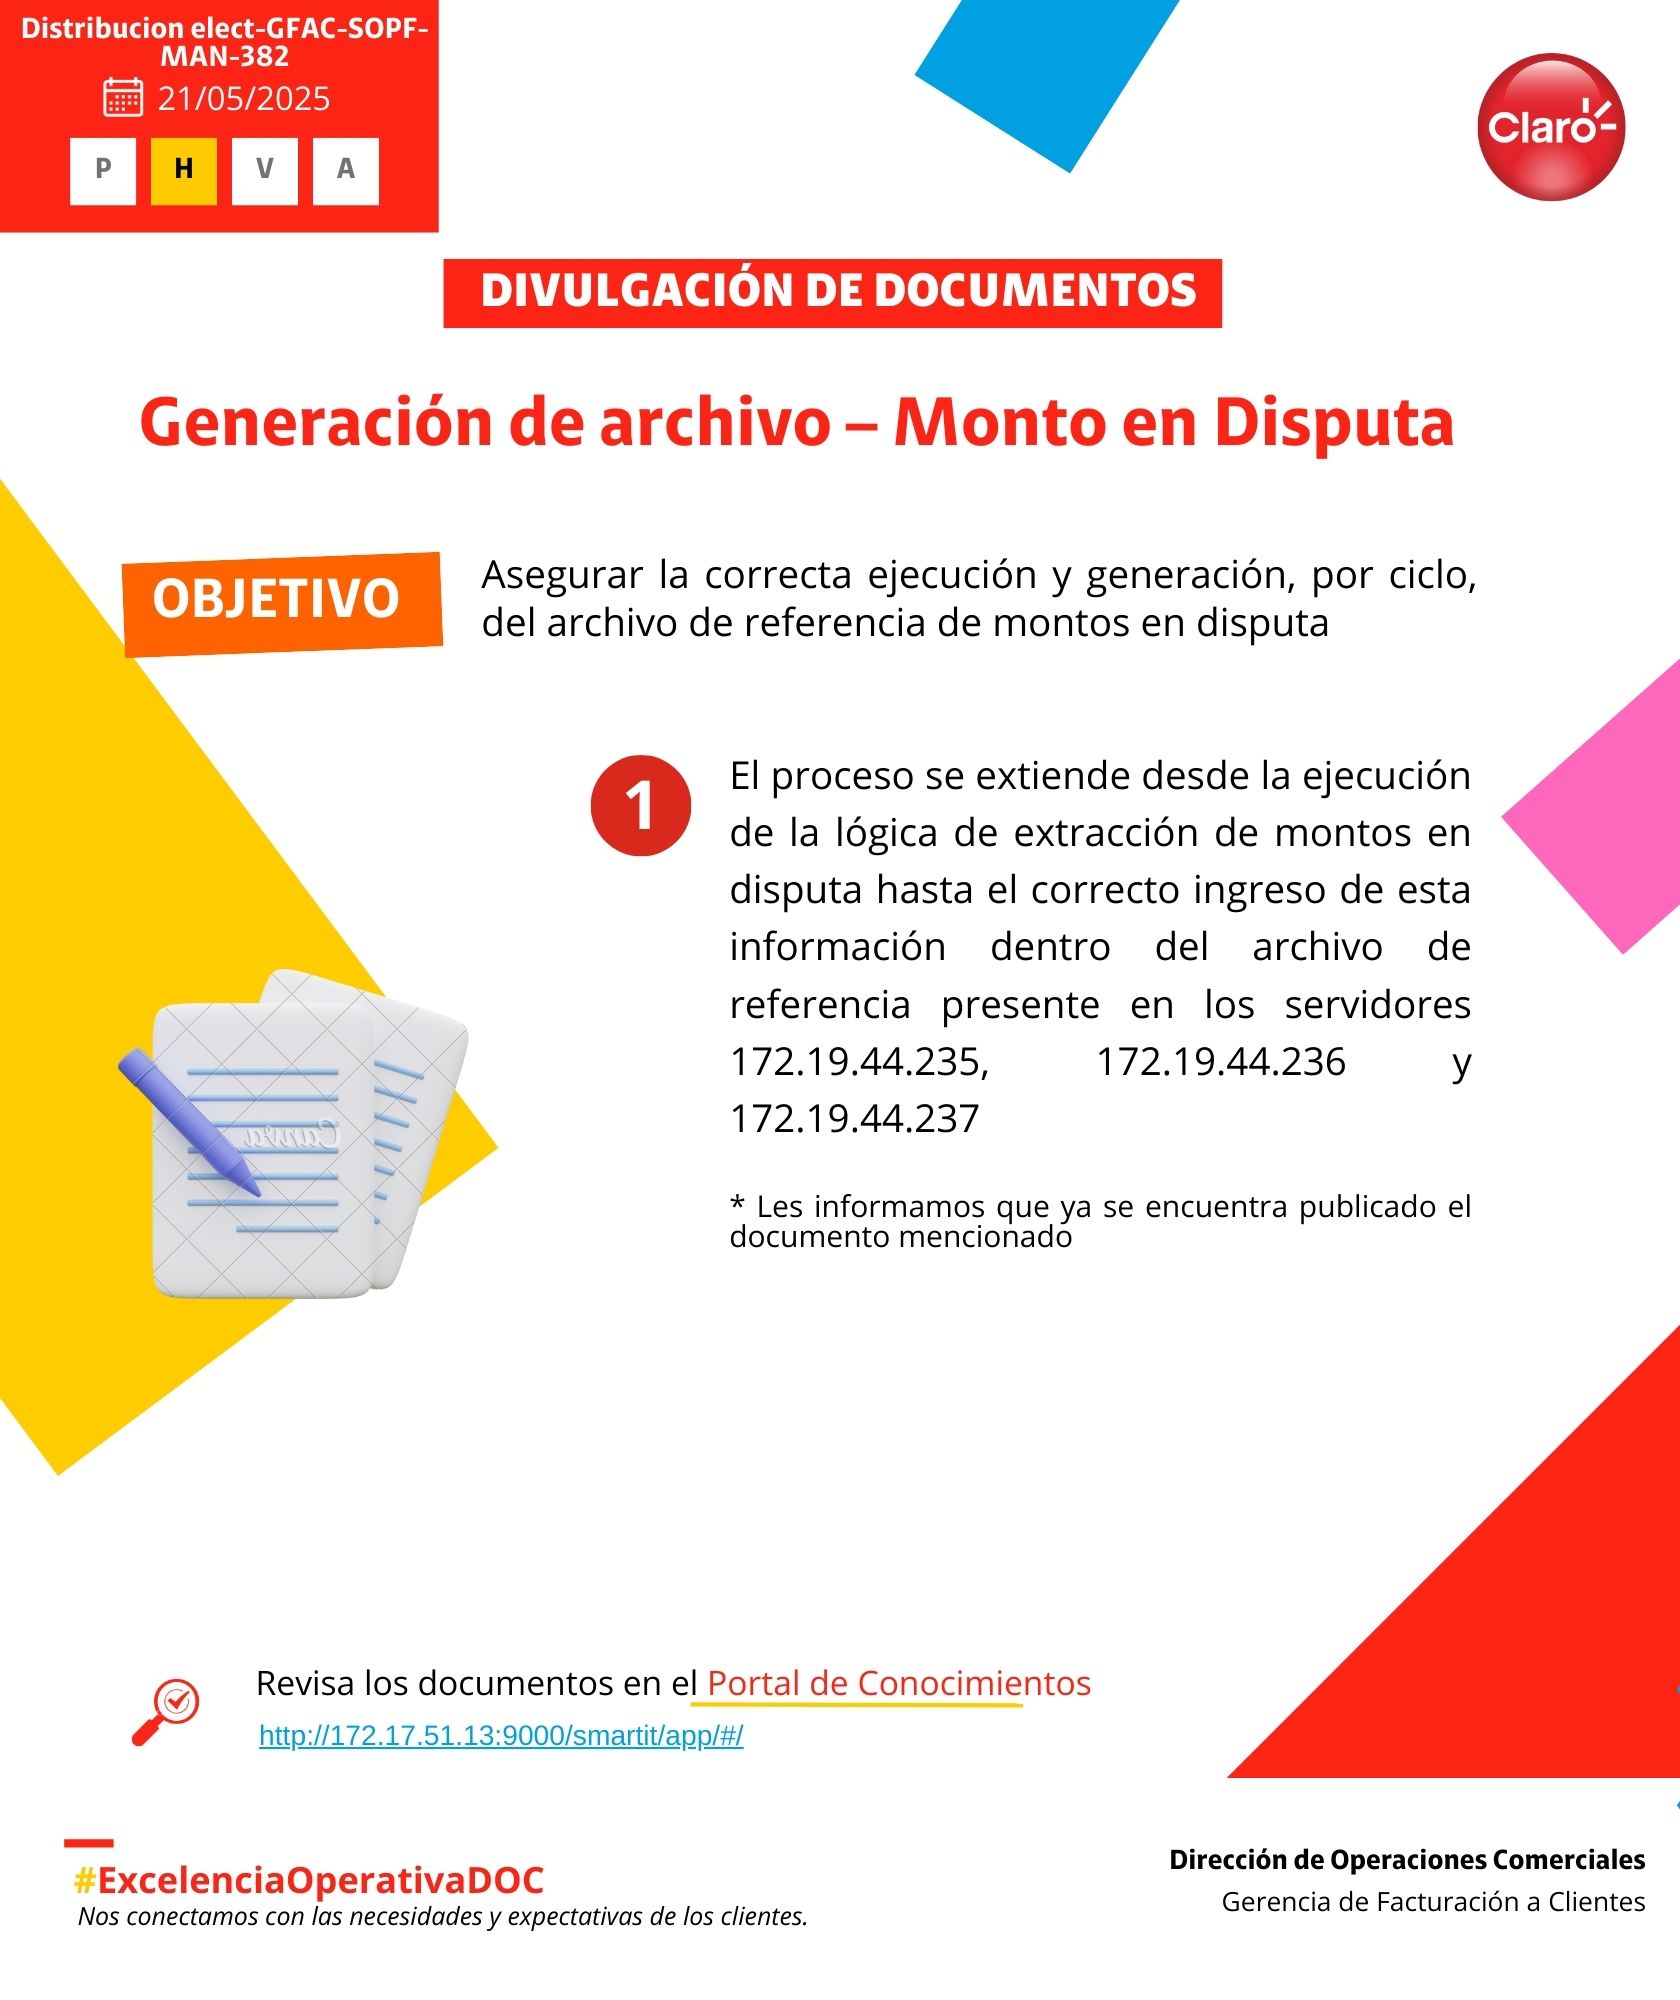 Distribucion elect-GFAC-SOPF-
MAN-382
21/05/2025
P H V A
Claro
DIVULGACIÓN DE DOCUMENTOS
Generación de archivo – Monto en Disputa
OBJETIVO
Asegurar la correcta ejecución y generación, por ciclo,
del archivo de referencia de montos en disputa
1
El proceso se extiende desde la ejecución
de la lógica de extracción de montos en
disputa hasta el correcto ingreso de esta
información dentro del archivo de
referencia presente en los servidores
172.19.44.235, 172.19.44.236 y
172.19.44.237
Canva
* Les informamos que ya se encuentra publicado el
documento mencionado
Revisa los documentos en el Portal de Conocimientos
http://172.17.51.13:9000/smartit/app/#/
#ExcelenciaOperativaDOC
Nos conectamos con las necesidades y expectativas de los clientes.
Dirección de Operaciones Comerciales
Gerencia de Facturación a Clientes